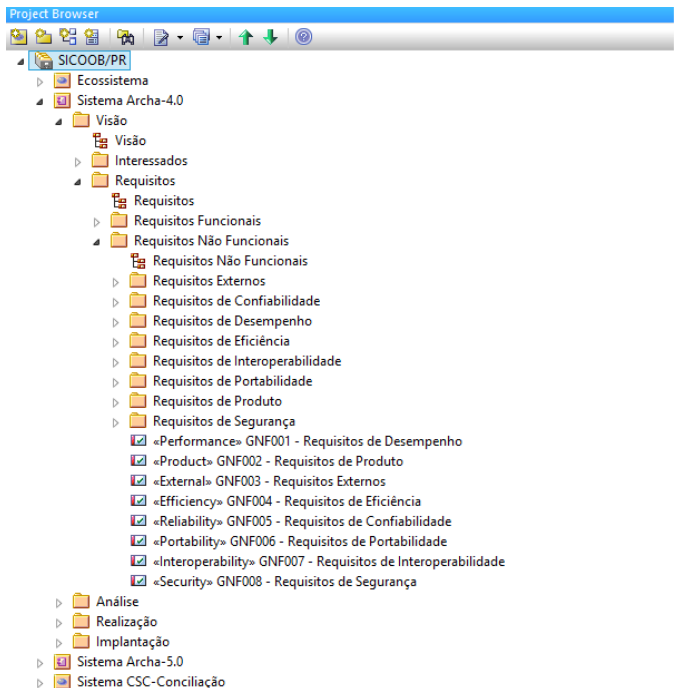 Project Browser
SICOOB/PR
Ecossistema
Sistema Archa-4.0
Visão
Visão
Interessados
Requisitos
Requisitos
Requisitos Funcionais
Requisitos Não Funcionais
Requisitos Não Funcionais
Requisitos Externos
Requisitos de Confiabilidade
Requisitos de Desempenho
Requisitos de Eficiência
Requisitos de Interoperabilidade
Requisitos de Portabilidade
Requisitos de Produto
Requisitos de Segurança
«Performance» GNF001 - Requisitos de Desempenho
«Product» GNF002 - Requisitos de Produto
«External» GNF003 - Requisitos Externos
«Efficiency» GNF004 - Requisitos de Eficiência
«Reliability» GNF005 - Requisitos de Confiabilidade
«Portability» GNF006 - Requisitos de Portabilidade
«Interoperability» GNF007 - Requisitos de Interoperabilidade
«Security» GNF008 - Requisitos de Segurança
Análise
Realização
Implantação
Sistema Archa-5.0
Sistema CSC-Conciliação